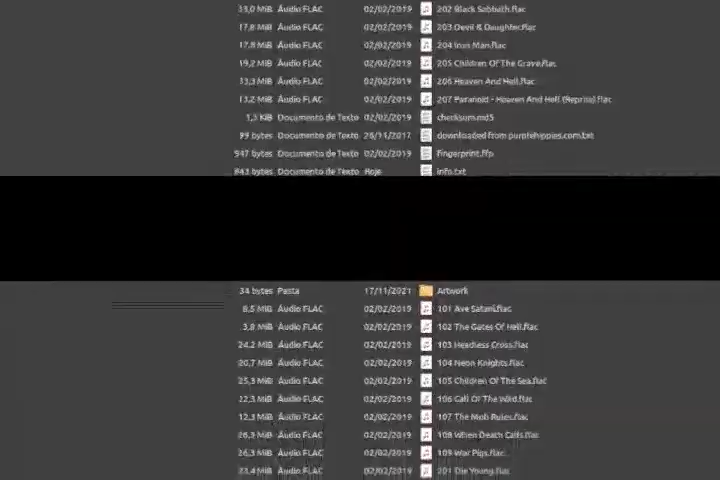 33,0 MiB Áudio FLAC 02/02/2019 202 Black Sabbath.flac
17,8 MiB Áudio FLAC 02/02/2019 203 Devil & Daughter.flac
17,8 MiB Áudio FLAC 02/02/2019 204 Iron Man.flac
19,2 MiB Áudio FLAC 02/02/2019 205 Children Of The Grave.flac
33,3 MiB Áudio FLAC 02/02/2019 206 Heaven And Hell.flac
13,2 MiB Áudio FLAC 02/02/2019 207 Paranoid - Heaven And Hell (Reprise).flac
1,3 KiB Documento de Texto 02/02/2019 checksum.md5
99 bytes Documento de Texto 26/11/2017 downloaded from purplehippies.com.txt
947 bytes Documento de Texto 02/02/2019 fingerprint.ffp
843 bytes Documento de Texto Hoje info.txt
34 bytes Pasta 17/11/2021 Artwork
8,5 MiB Áudio FLAC 02/02/2019 101 Ave Satani.flac
3,8 MiB Áudio FLAC 02/02/2019 102 The Gates Of Hell.flac
24,2 MiB Áudio FLAC 02/02/2019 103 Headless Cross.flac
20,7 MiB Áudio FLAC 02/02/2019 104 Neon Knights.flac
25,3 MiB Áudio FLAC 02/02/2019 105 Children Of The Sea.flac
22,3 MiB Áudio FLAC 02/02/2019 106 Call Of The Wild.flac
12,3 MiB Áudio FLAC 02/02/2019 107 The Mob Rules.flac
26,3 MiB Áudio FLAC 02/02/2019 108 When Death Calls.flac
36,3 MiB Áudio FLAC 02/02/2019 109 War Pigs.flac
23,4 MiB Áudio FLAC 02/02/2019 201 Die Young.flac